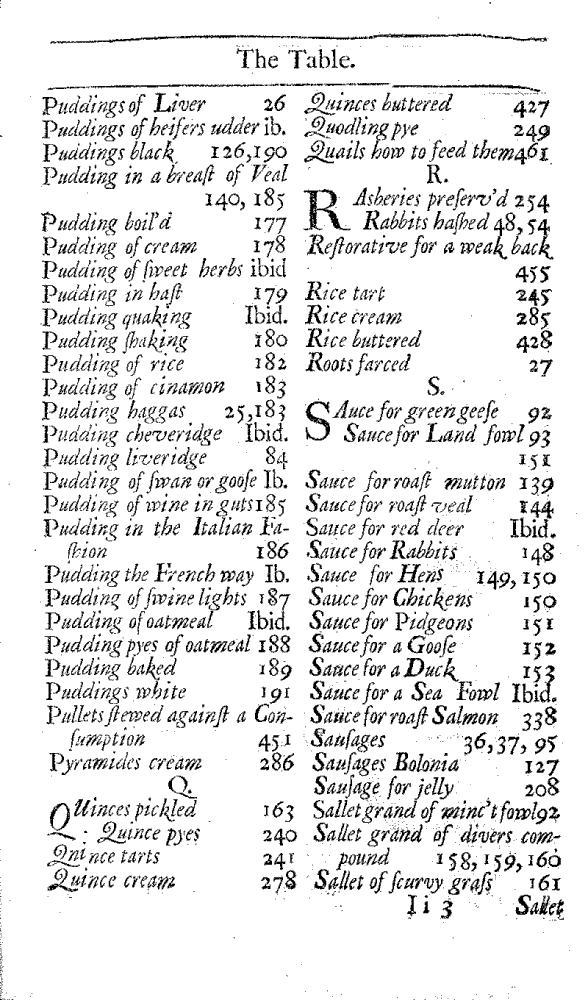 The Table.
Puddings of Liver 26
Puddings of heifers udder ib.
Puddings black 126,190
Pudding in a breaſt of Veal
140, 185
Pudding boil'd 177
Pudding of cream 178
Pudding of ſweet herbs ibid
Pudding in haſt 179
Pudding quaking Ibid.
Pudding ſhaking 180
Pudding of rice 182
Pudding of cinamon 183
Pudding haggas 25,183
Pudding cheveridge Ibid.
Pudding liveridge 84
Pudding of ſwan or gooſe Ib.
Pudding of wine in guts 185
Pudding in the Italian Fa-
ſhion 186
Pudding the French way Ib.
Pudding of ſwine lights 187
Pudding of oatmeal Ibid.
Pudding pyes of oatmeal 188
Pudding baked 189
Puddings white 191
Pullets ſtewed againſt a Con-
ſumption 451
Pyramides cream 286
Q.
QUinces pickled 163
Quince pyes 240
Quince tarts 241
Quince cream 278
Quinces buttered 427
Quodling pye 249
Quails how to feed them 461
R.
RAsberies preſerv'd 254
Rabbits haſhed 48, 54
Reſtorative for a weak back
455
Rice tart 245
Rice cream 285
Rice buttered 428
Roots farced 27
S.
SAuce for green geeſe 92
Sauce for Land fowl 93
151
Sauce for roaſt mutton 139
Sauce for roaſt veal 144
Sauce for red deer Ibid.
Sauce for Rabbits 148
Sauce for Hens 149, 150
Sauce for Chickens 150
Sauce for Pidgeons 151
Sauce for a Gooſe 152
Sauce for a Duck 153
Sauce for a Sea Fowl Ibid.
Sauce for roaſt Salmon 338
Sauſages 36,37, 95
Sauſages Bolonia 127
Sauſage for jelly 208
Sallet grand of minc't fowl 92
Sallet grand of divers com-
pound 158, 159, 160
Sallet of ſcurvy graſs 161
I i 3 Sallet